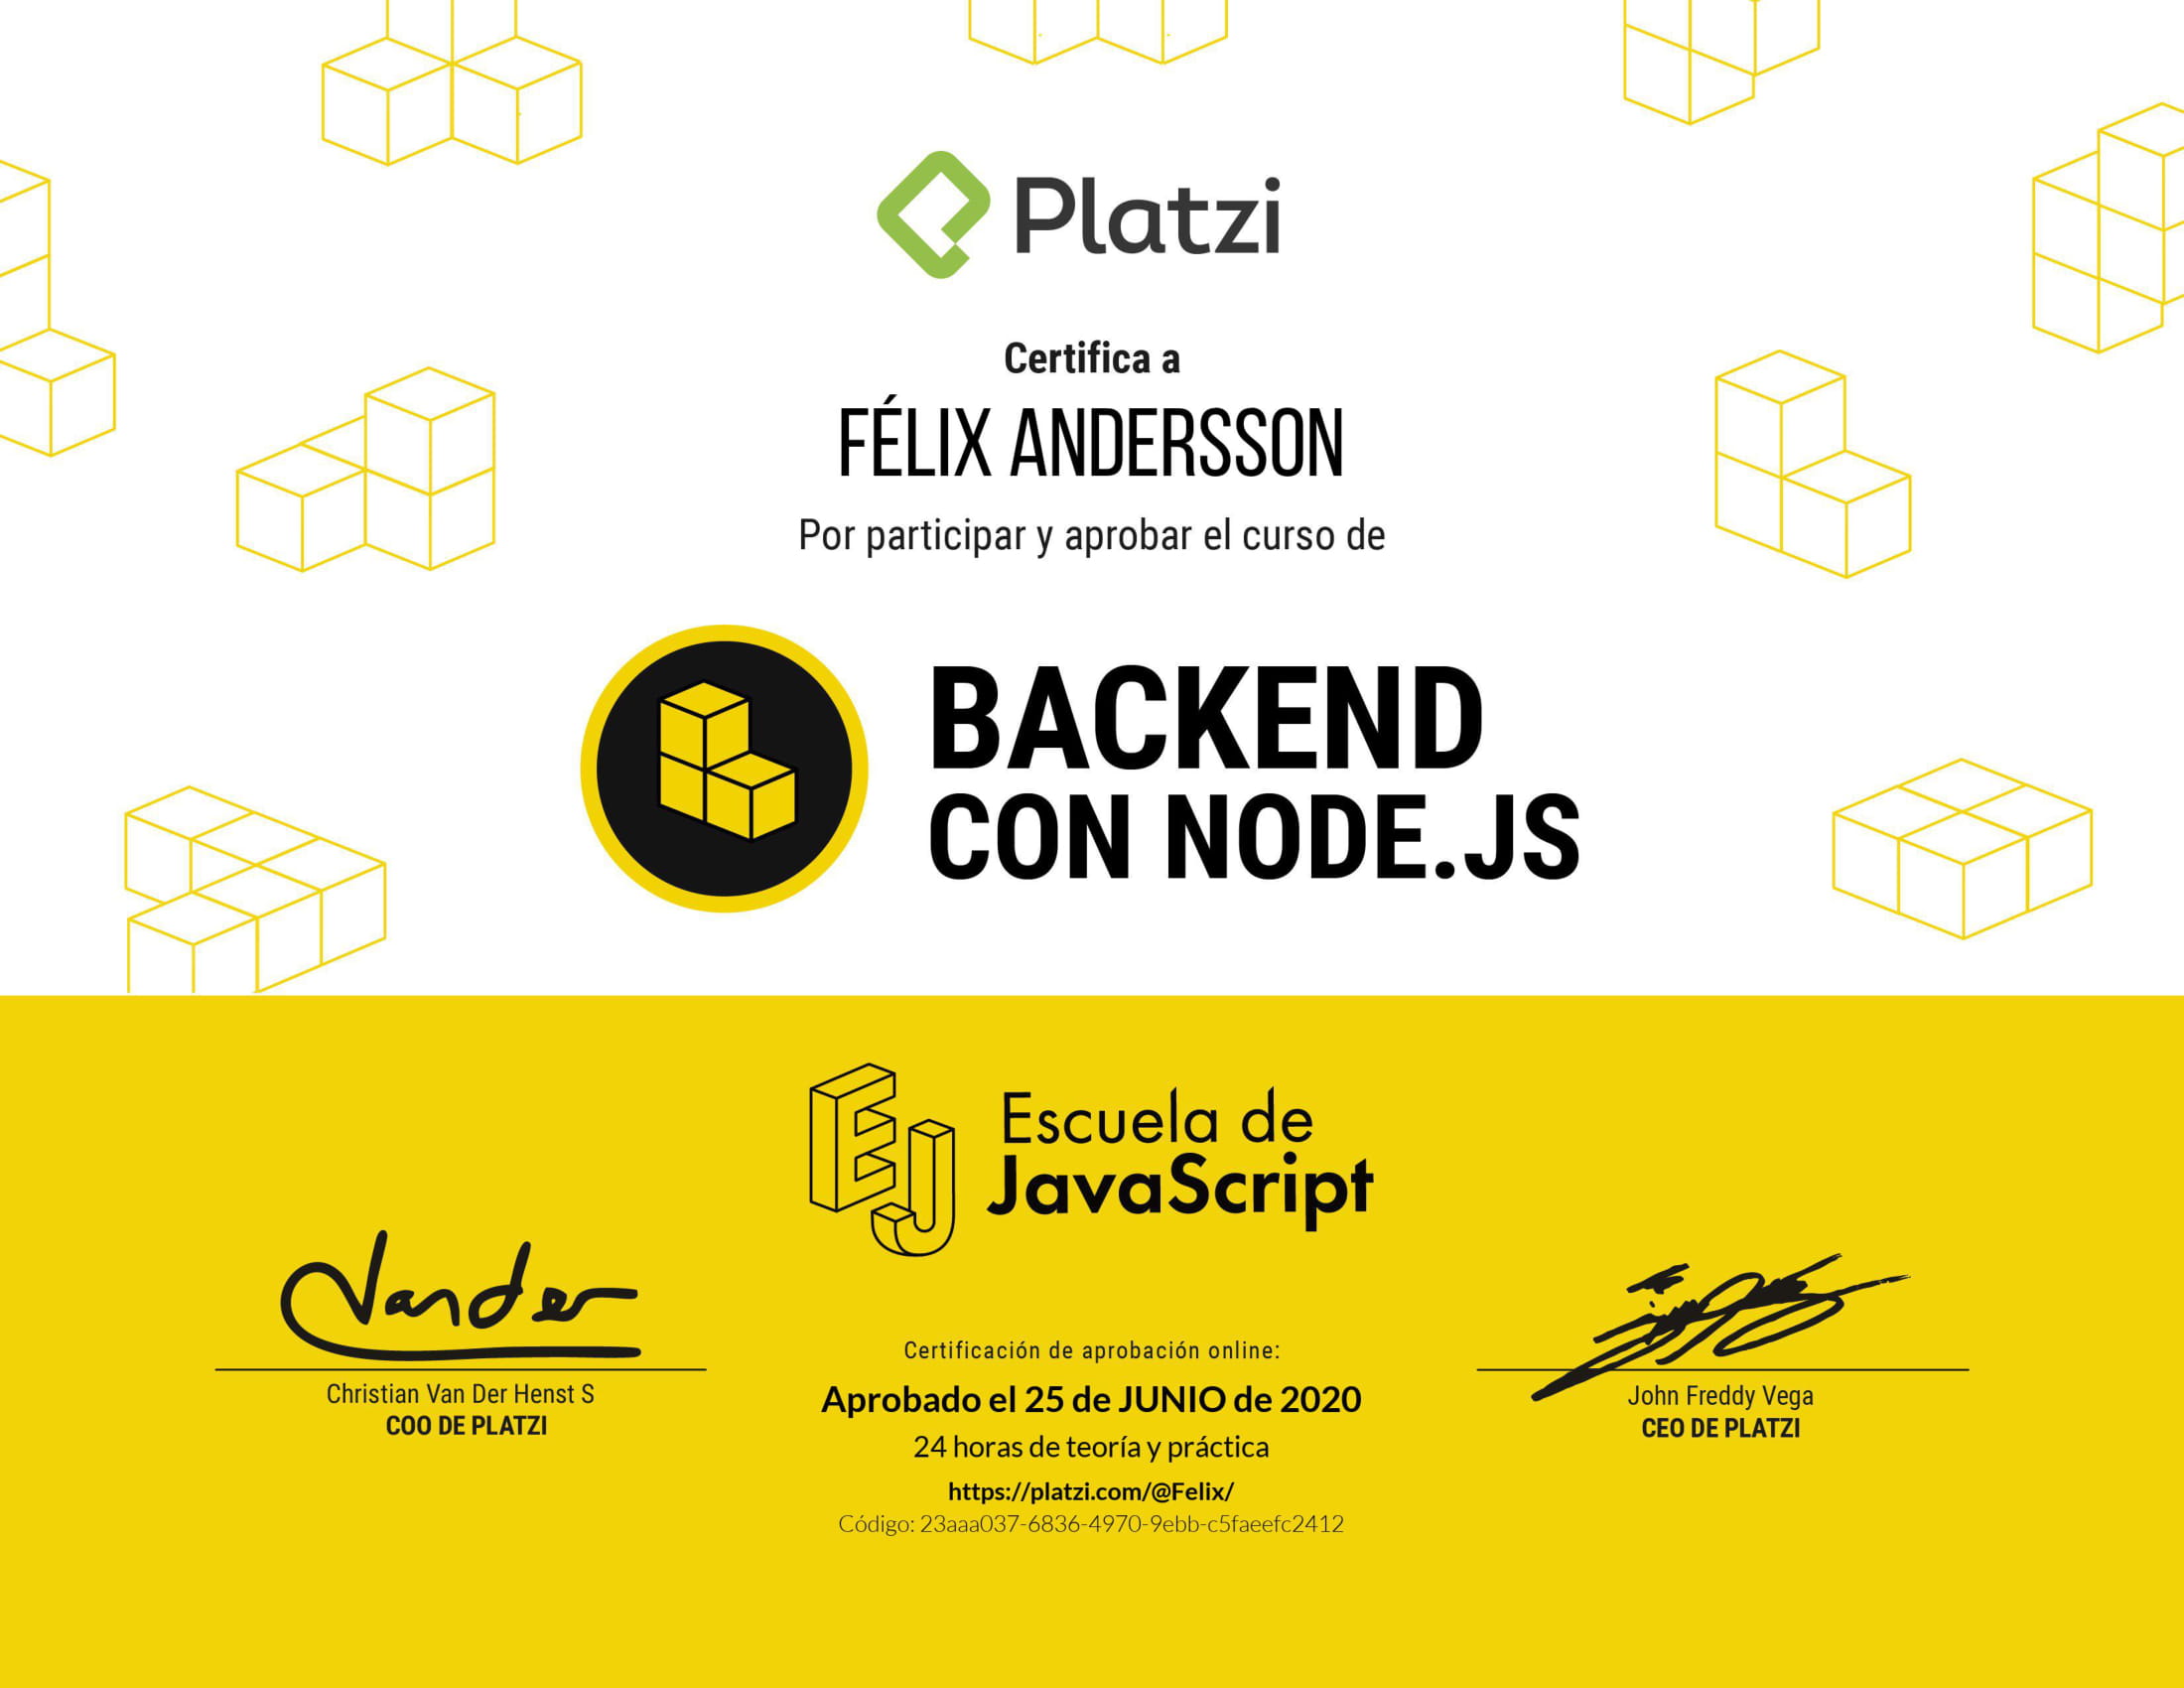 Platzi
Certifica a
FÉLIX ANDERSSON
Por participar y aprobar el curso de
BACKEND
CON NODE.JS
EJ
Escuela de
JavaScript
Vander
Christian Van Der Henst S
COO DE PLATZI
Certificación de aprobación online:
Aprobado el 25 de JUNIO de 2020
24 horas de teoría y práctica
https://platzi.com/@Felix/
Código: 23aaa037-6836-4970-9ebb-c5faeefc2412
John Freddy Vega
CEO DE PLATZI